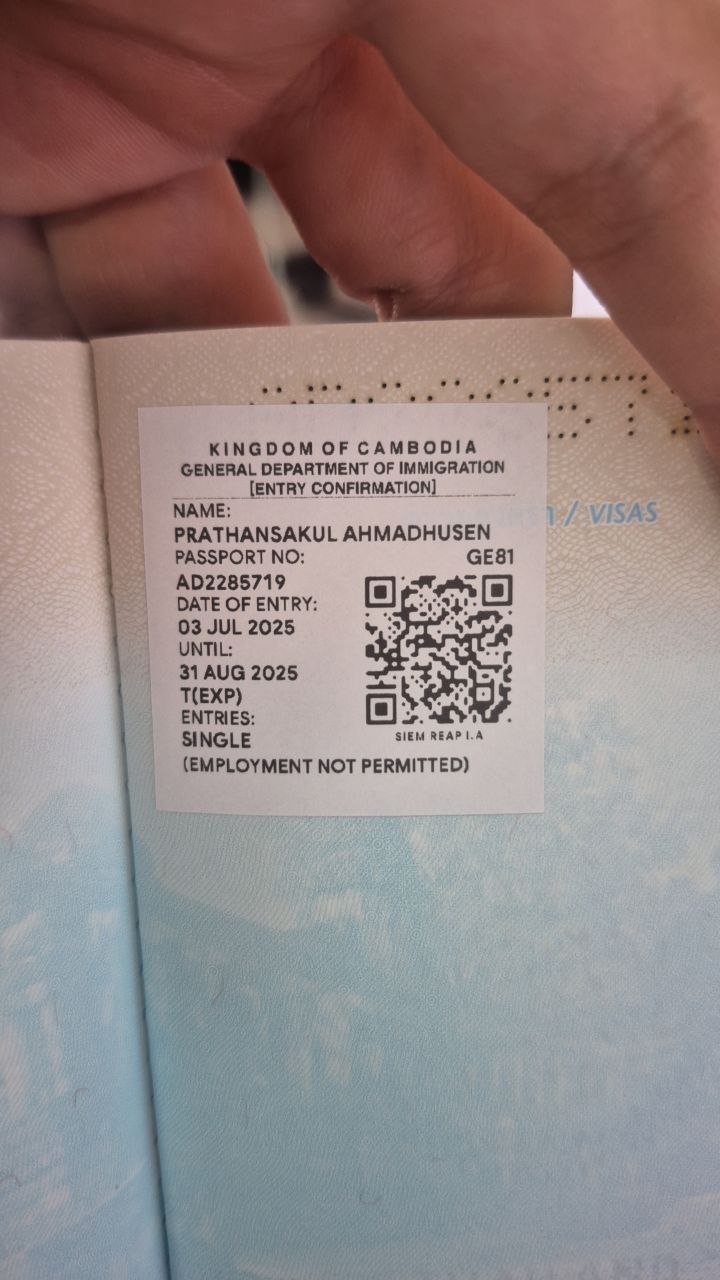 KINGDOM OF CAMBODIA
GENERAL DEPARTMENT OF IMMIGRATION
[ENTRY CONFIRMATION]
NAME:
PRATHANSAKUL AHMADHUSEN
PASSPORT NO: GE81
AD2285719
DATE OF ENTRY:
03 JUL 2025
UNTIL:
31 AUG 2025
T(EXP)
ENTRIES:
SINGLE
SIEM REAP I.A
(EMPLOYMENT NOT PERMITTED)
/ VISAS